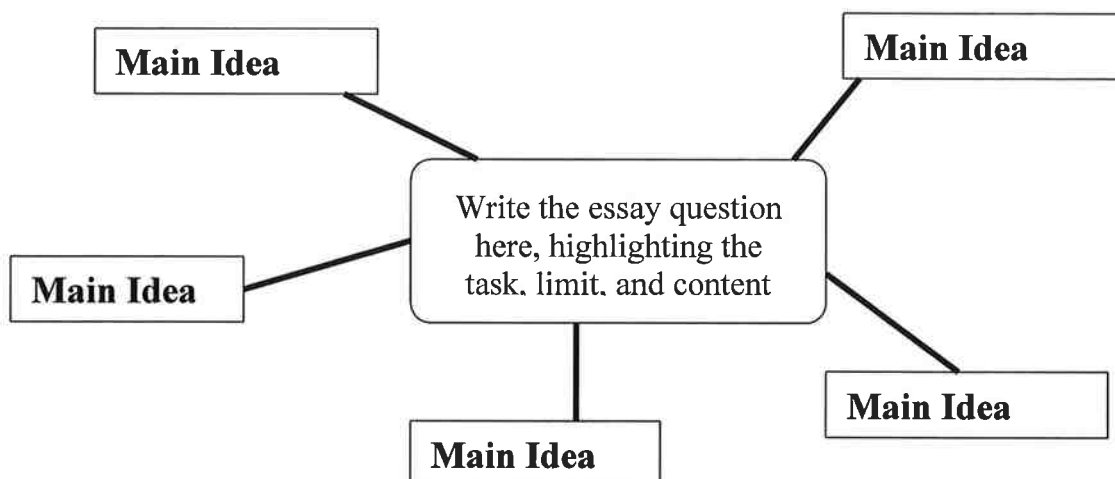 Main Idea
Main Idea
Write the essay question
here, highlighting the
task, limit, and content
Main Idea
Main Idea
Main Idea